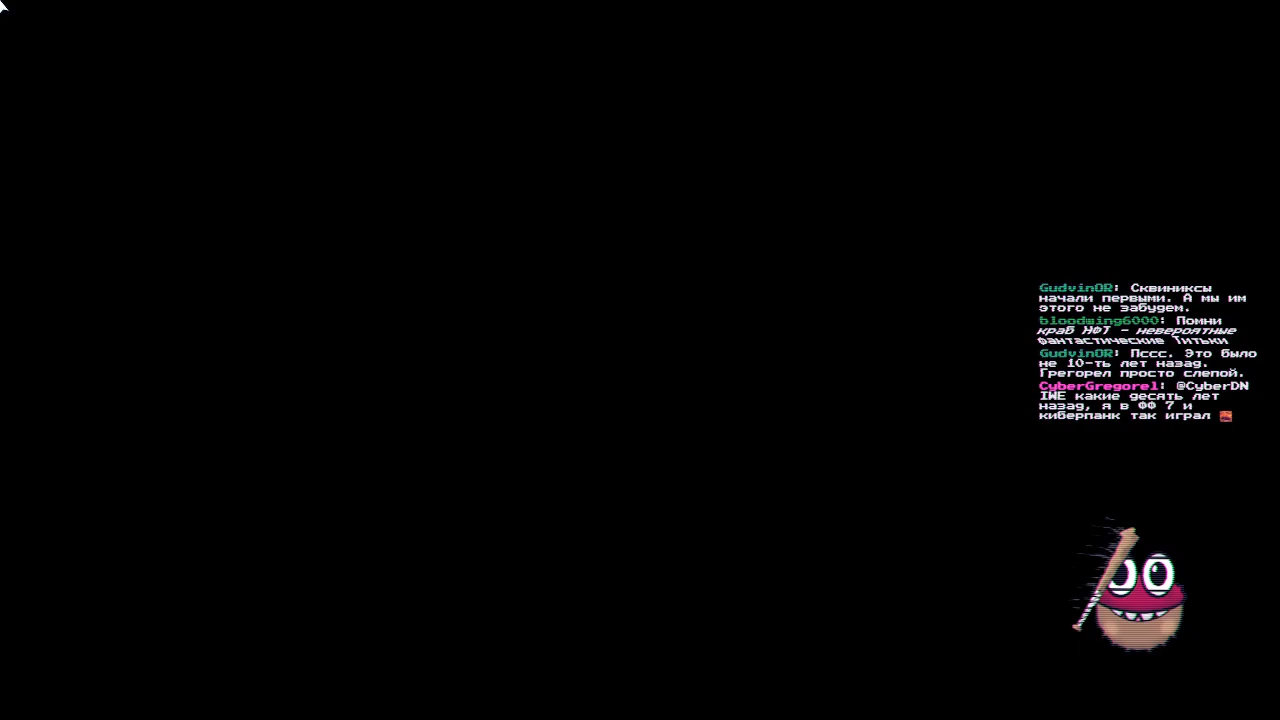 GudvinOR: Сквиниксы
начали первыми. А мы им
этого не забудем.
bloodwing6000: Помни
краб НФТ - невероятные
фантастические Титьки
GudvinOR: Пссс. Это было
не 10-ть лет назад.
Грегорел просто слепой.
CyberGregorel: @CyberDN
IWE какие десять лет
назад, я в ФФ 7 и
киберпанк так играл